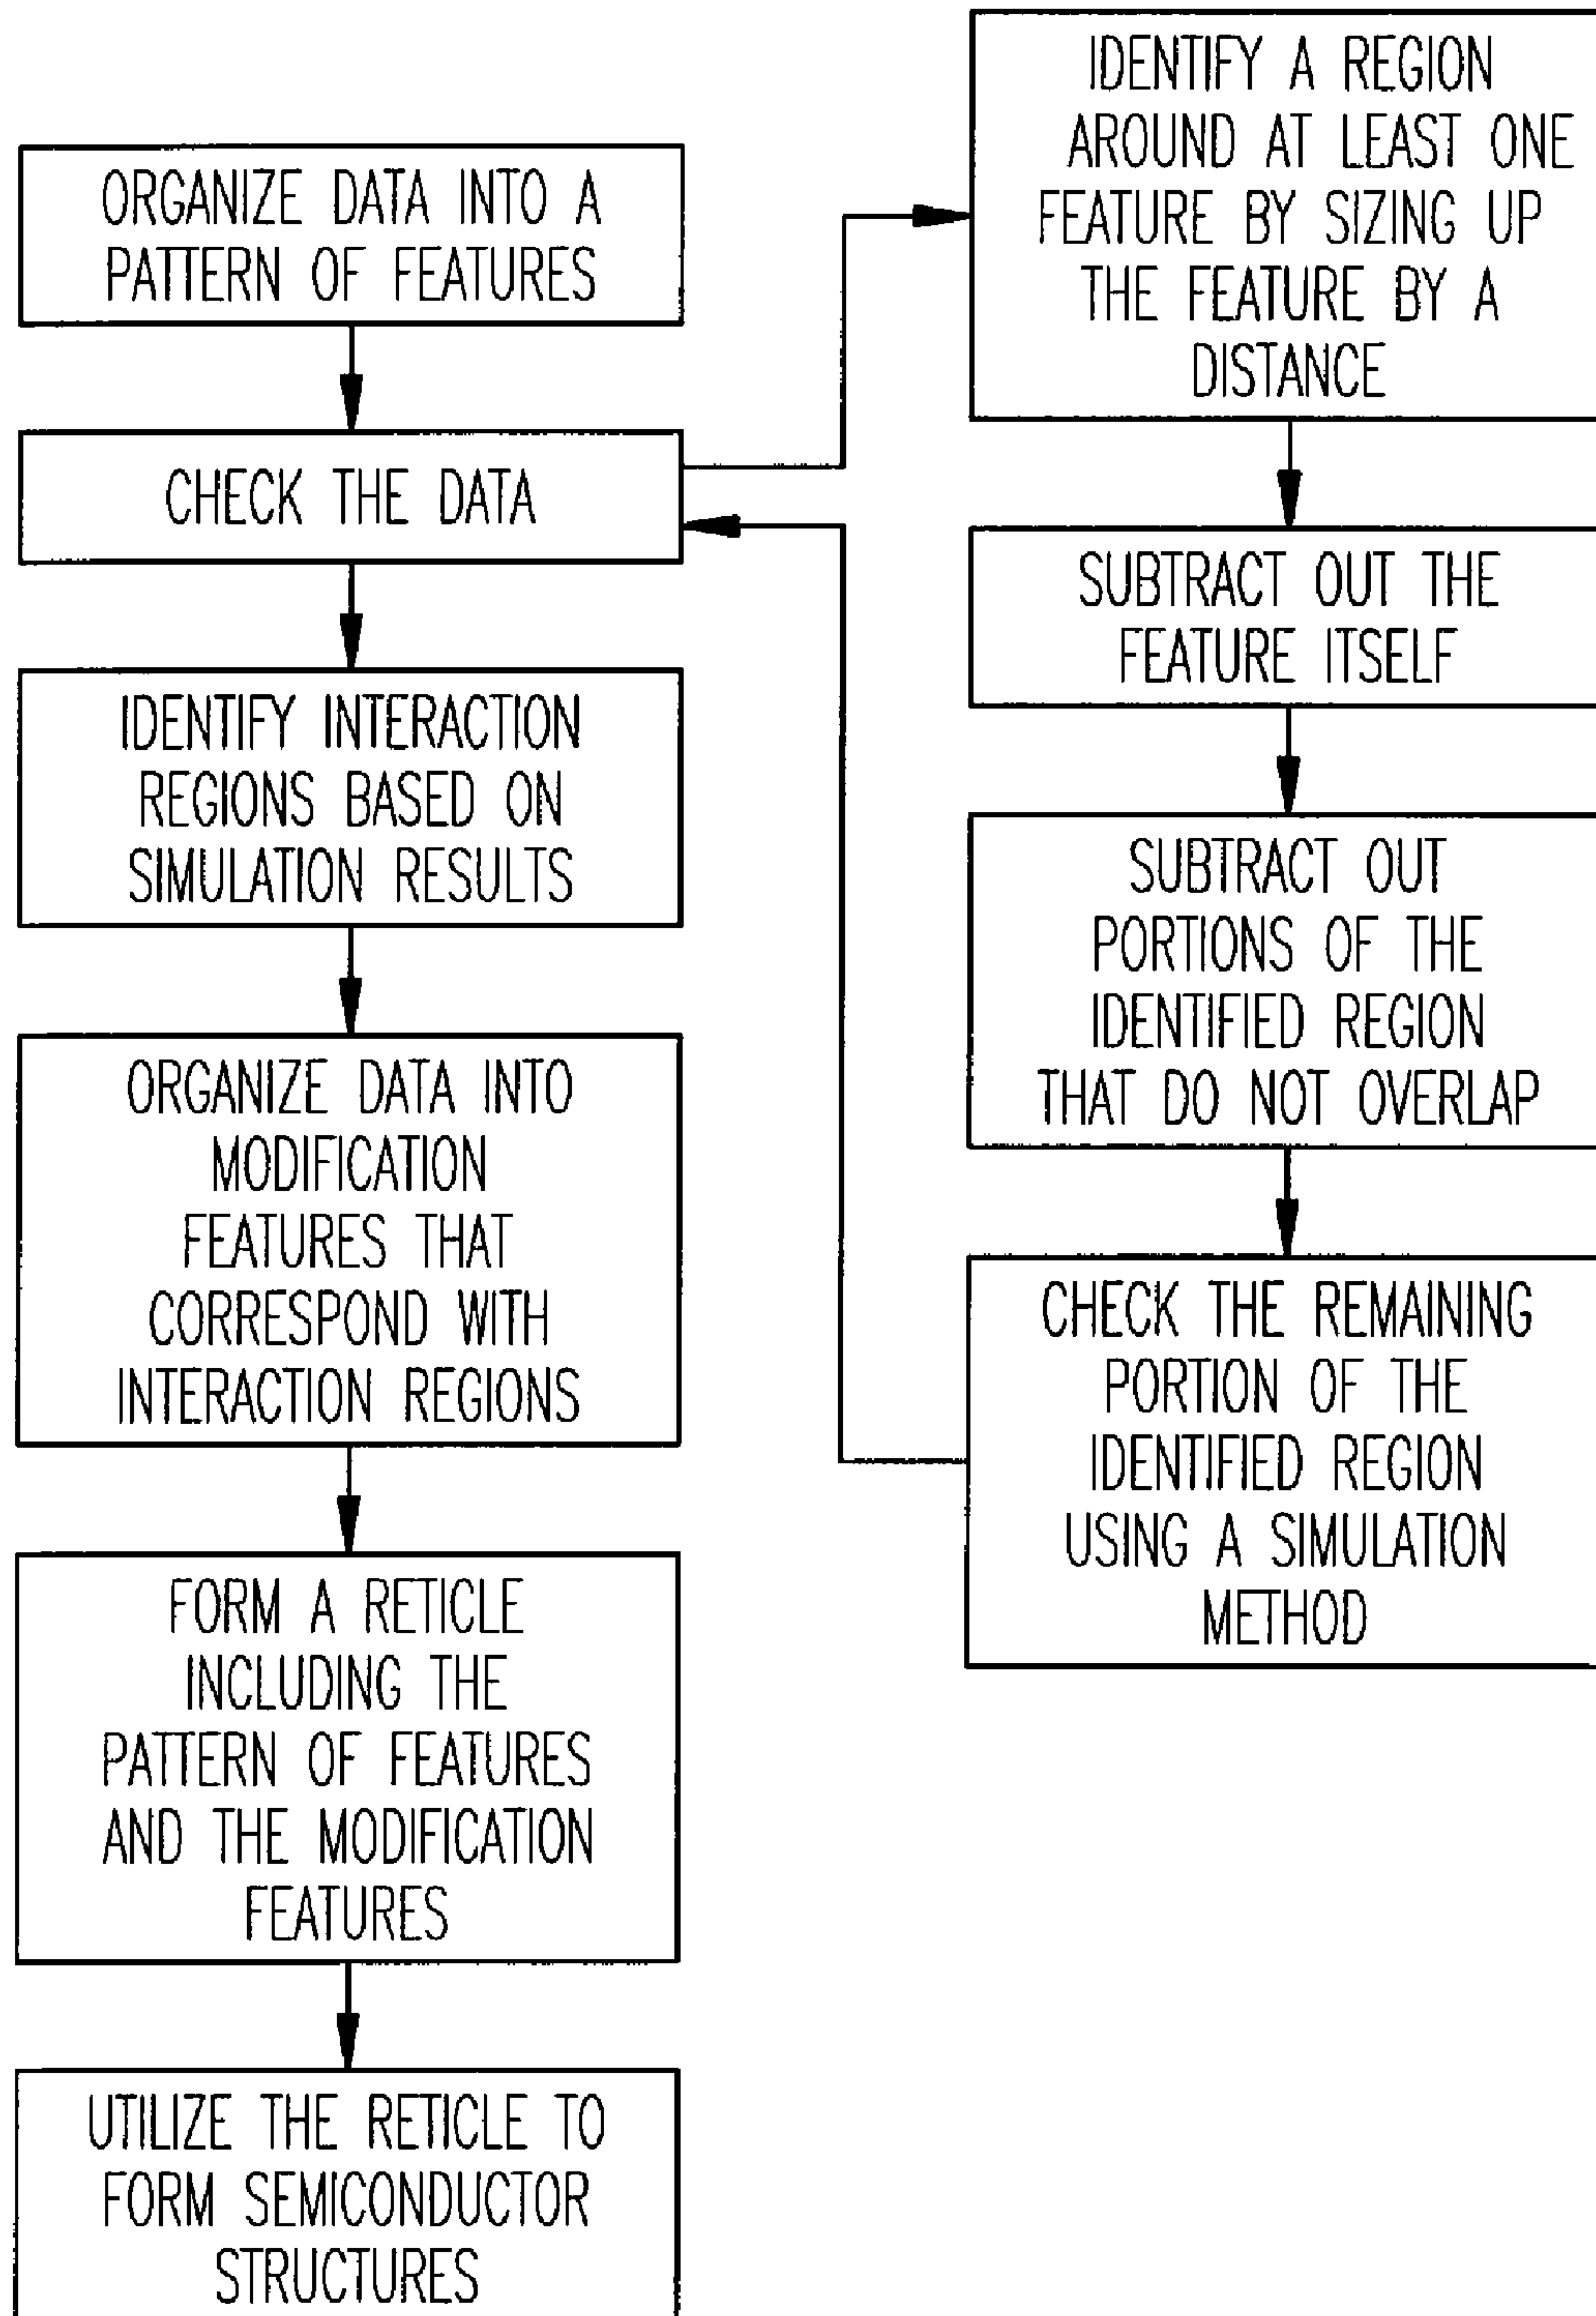 ORGANIZE DATA INTO A
PATTERN OF FEATURES
CHECK THE DATA
IDENTIFY INTERACTION
REGIONS BASED ON
SIMULATION RESULTS
ORGANIZE DATA INTO
MODIFICATION
FEATURES THAT
CORRESPOND WITH
INTERACTION REGIONS
FORM A RETICLE
INCLUDING THE
PATTERN OF FEATURES
AND THE MODIFICATION
FEATURES
UTILIZE THE RETICLE TO
FORM SEMICONDUCTOR
STRUCTURES
IDENTIFY A REGION
AROUND AT LEAST ONE
FEATURE BY SIZING UP
THE FEATURE BY A
DISTANCE
SUBTRACT OUT THE
FEATURE ITSELF
SUBTRACT OUT
PORTIONS OF THE
IDENTIFIED REGION
THAT DO NOT OVERLAP
CHECK THE REMAINING
PORTION OF THE
IDENTIFIED REGION
USING A SIMULATION
METHOD